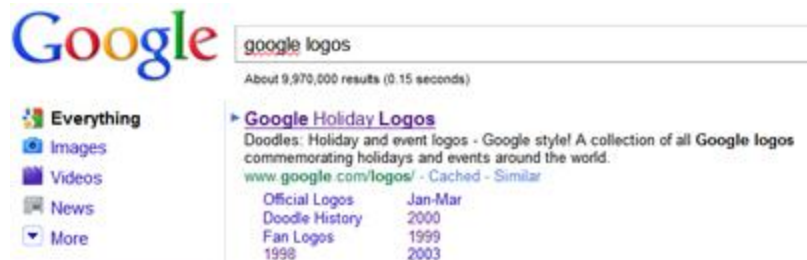 Google
google logos
About 9,970,000 results (0.15 seconds)
Everything
Images
Videos
News
More
Google Holiday Logos
Doodles: Holiday and event logos - Google style! A collection of all Google logos
commemorating holidays and events around the world.
www.google.com/logos/ - Cached - Similar
Official Logos Jan-Mar
Doodle History 2000
Fan Logos 1999
1998 2003